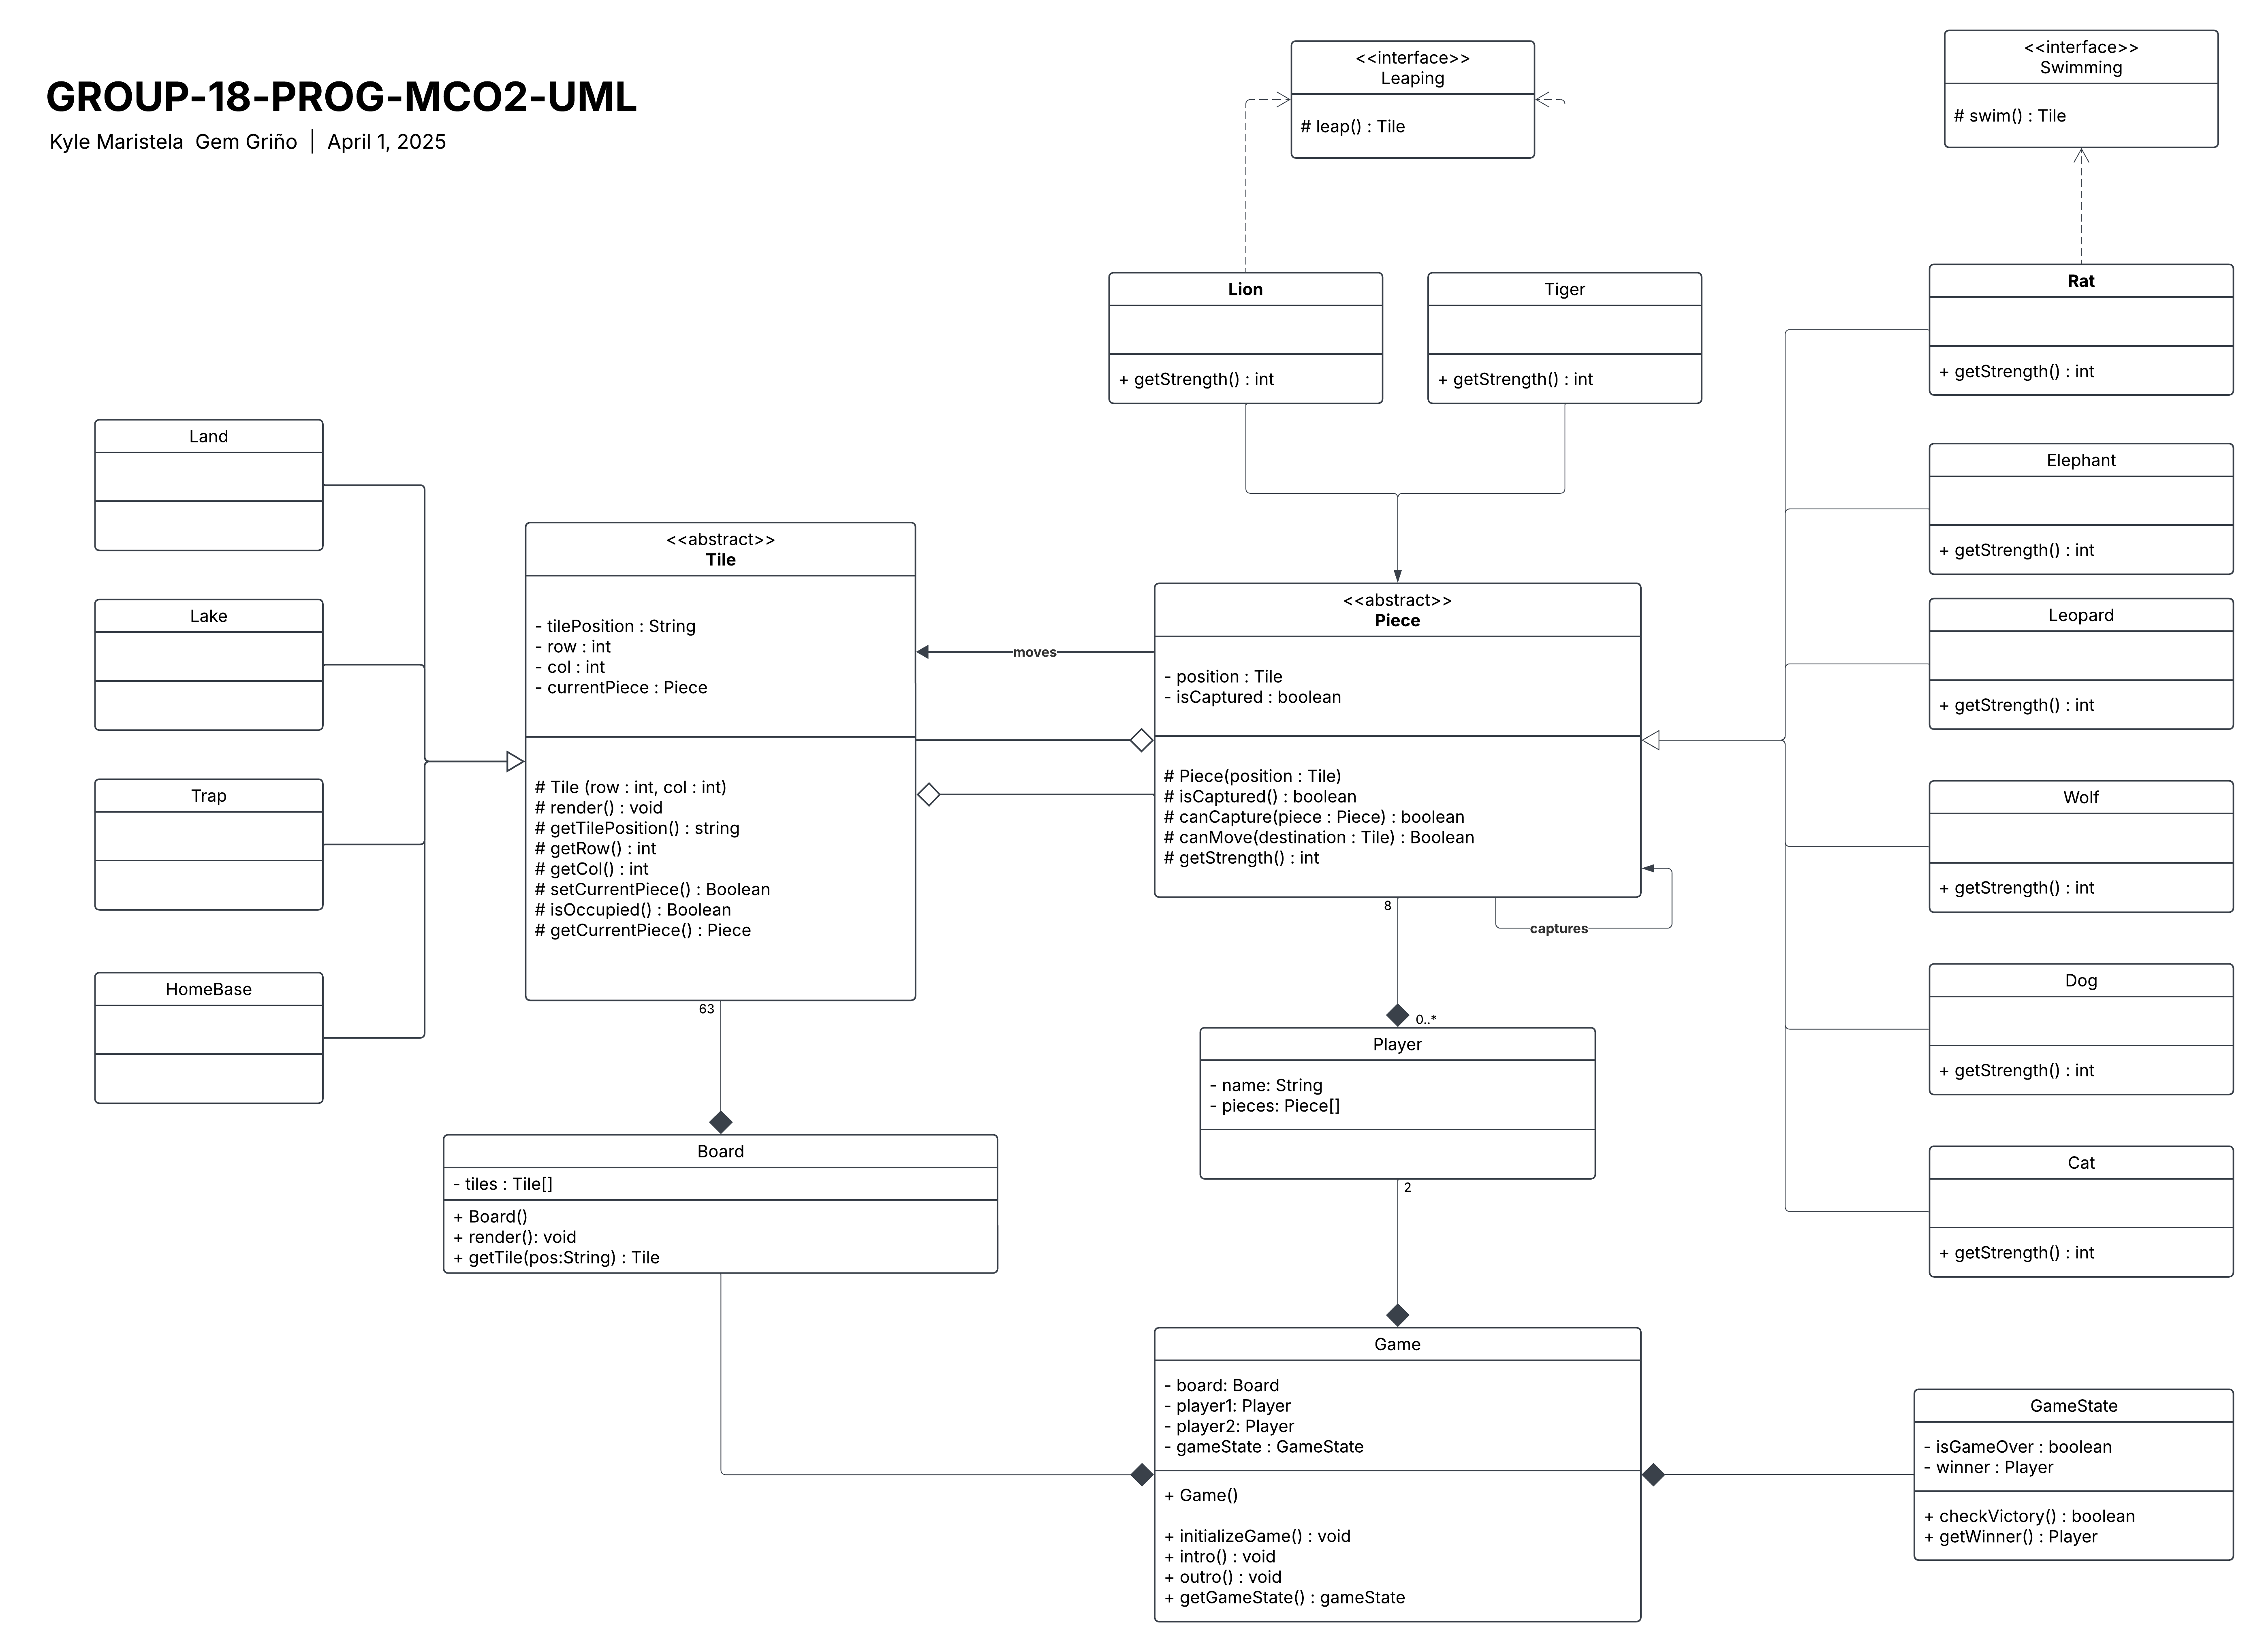 GROUP-18-PROG-MCO2-UML
Kyle Maristela  Gem Griño | April 1, 2025
<<interface>>
Leaping
# leap() : Tile
<<interface>>
Swimming
# swim() : Tile
Lion
+ getStrength() : int
Tiger
+ getStrength() : int
Rat
+ getStrength() : int
Land
Lake
Trap
HomeBase
<<abstract>>
Tile
- tilePosition : String
- row : int
- col : int
- currentPiece : Piece
# Tile (row : int, col : int)
# render() : void
# getTilePosition() : string
# getRow() : int
# getCol() : int
# setCurrentPiece() : Boolean
# isOccupied() : Boolean
# getCurrentPiece() : Piece
63
moves
<<abstract>>
Piece
- position : Tile
- isCaptured : boolean
# Piece(position : Tile)
# isCaptured() : boolean
# canCapture(piece : Piece) : boolean
# canMove(destination : Tile) : Boolean
# getStrength() : int
8
captures
0..*
Elephant
+ getStrength() : int
Leopard
+ getStrength() : int
Wolf
+ getStrength() : int
Dog
+ getStrength() : int
Cat
+ getStrength() : int
Player
- name: String
- pieces: Piece[]
2
Board
- tiles : Tile[]
+ Board()
+ render(): void
+ getTile(pos:String) : Tile
Game
- board: Board
- player1: Player
- player2: Player
- gameState : GameState
+ Game()
+ initializeGame() : void
+ intro() : void
+ outro() : void
+ getGameState() : gameState
GameState
- isGameOver : boolean
- winner : Player
+ checkVictory() : boolean
+ getWinner() : Player